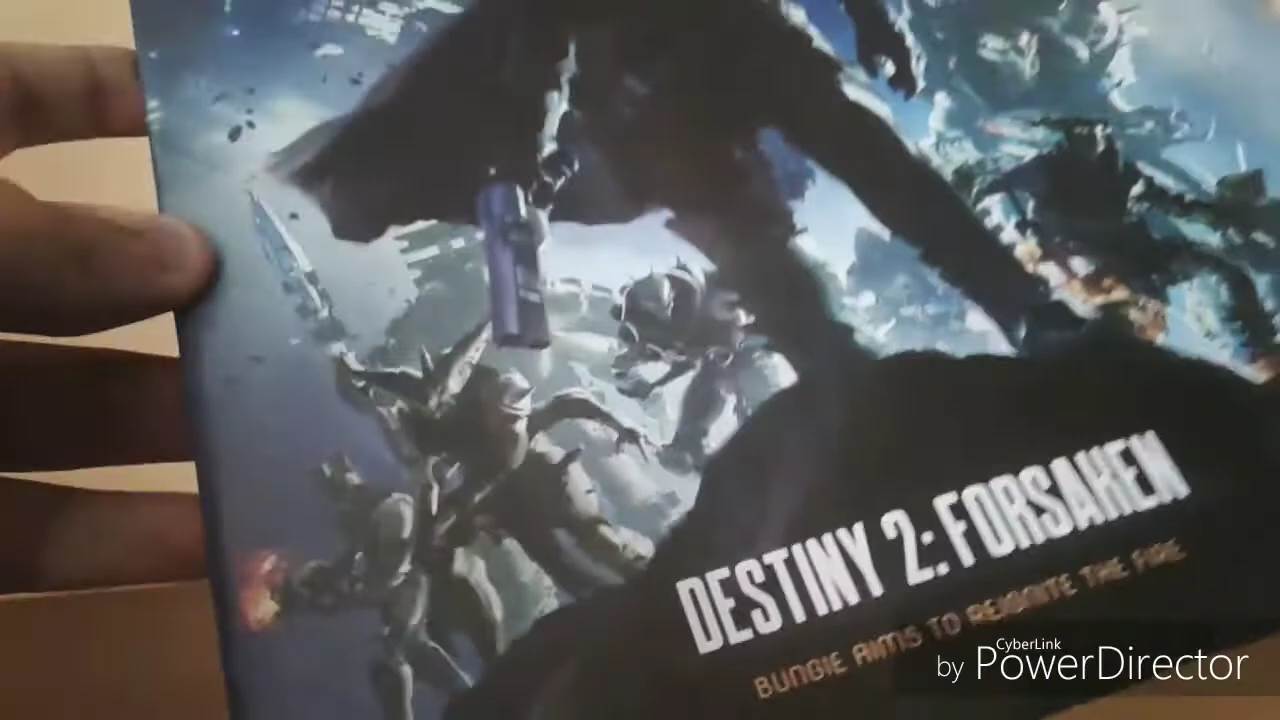 DESTINY 2: FORSAKEN
BUNGIE AIMS TO REIGNITE THE FIRE
CyberLink
by PowerDirector